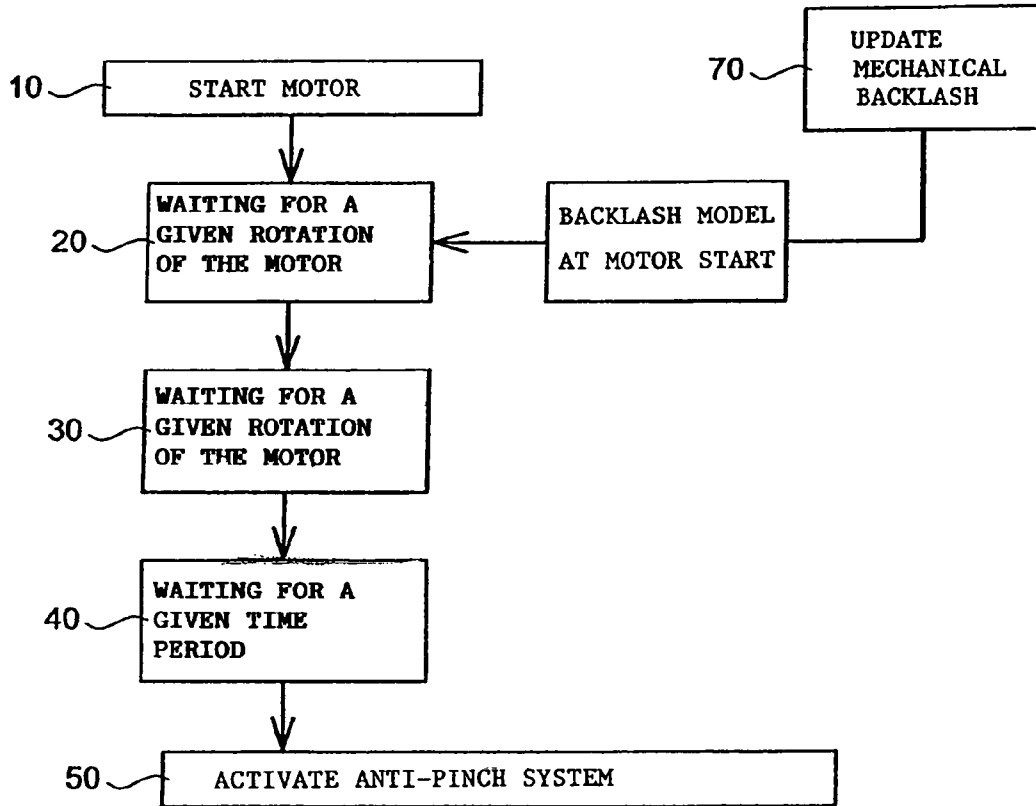 10
START MOTOR
70
UPDATE
MECHANICAL
BACKLASH
20
WAITING FOR A
GIVEN ROTATION
OF THE MOTOR
BACKLASH MODEL
AT MOTOR START
30
WAITING FOR A
GIVEN ROTATION
OF THE MOTOR
40
WAITING FOR A
GIVEN TIME
PERIOD
50
ACTIVATE ANTI-PINCH SYSTEM